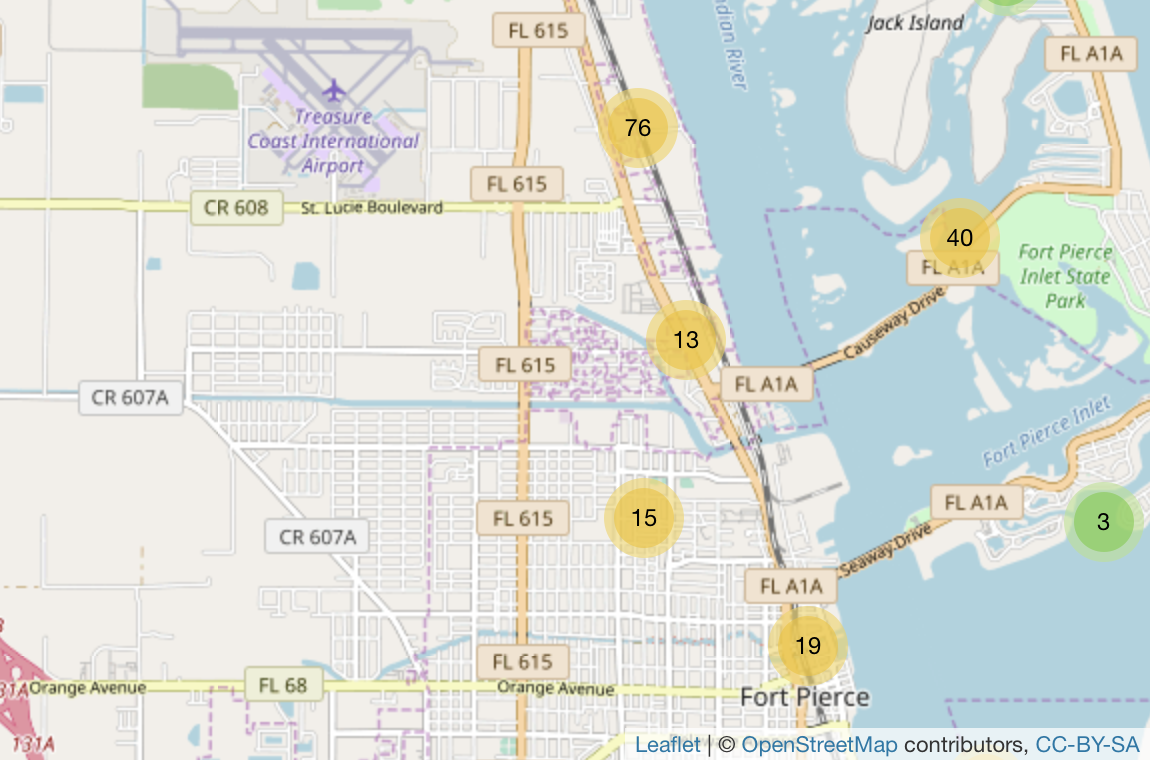 Jack Island
FL 615
FL A1A
Indian River
Treasure
Coast International
Airport
76
FL 615
CR 608
St. Lucie Boulevard
40
FL A1A
Fort Pierce
Inlet State
Park
Causeway Drive
13
FL 615
FL A1A
CR 607A
Fort Pierce Inlet
FL A1A
15
FL 615
3
CR 607A
Seaway Drive
FL A1A
19
FL 615
FL 68
Orange Avenue
Orange Avenue
Fort Pierce
131A
Leaflet | © OpenStreetMap contributors, CC-BY-SA